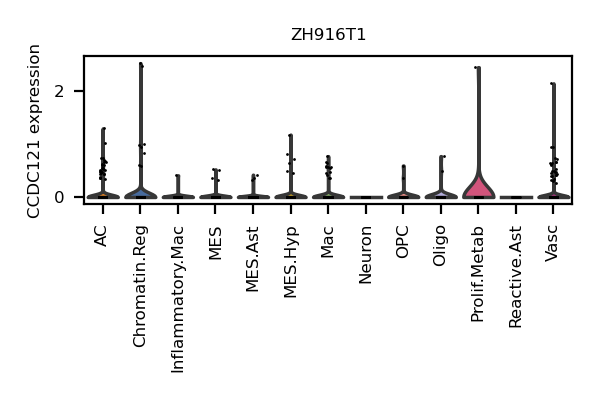 ZH916T1
CCDC121 expression
2
0
AC
Chromatin.Reg
Inflammatory.Mac
MES
MES.Ast
MES.Hyp
Mac
Neuron
OPC
Oligo
Prolif.Metab
Reactive.Ast
Vasc